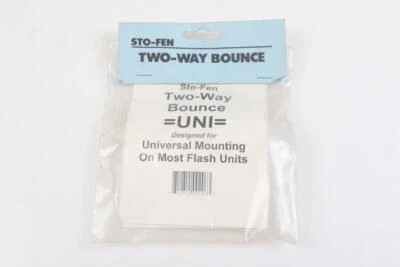 STO-FEN
TWO-WAY BOUNCE
Sto-Fen
Two-Way
Bounce
=UNI=
Designed for
Universal Mounting
On Most Flash Units